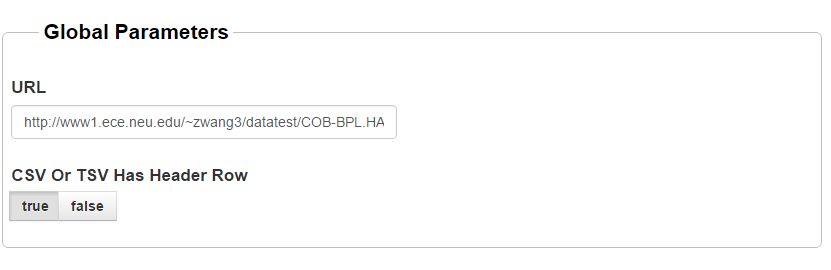 Global Parameters
URL
http://www1.ece.neu.edu/~zwang3/datatest/COB-BPL.HA
CSV Or TSV Has Header Row
true false